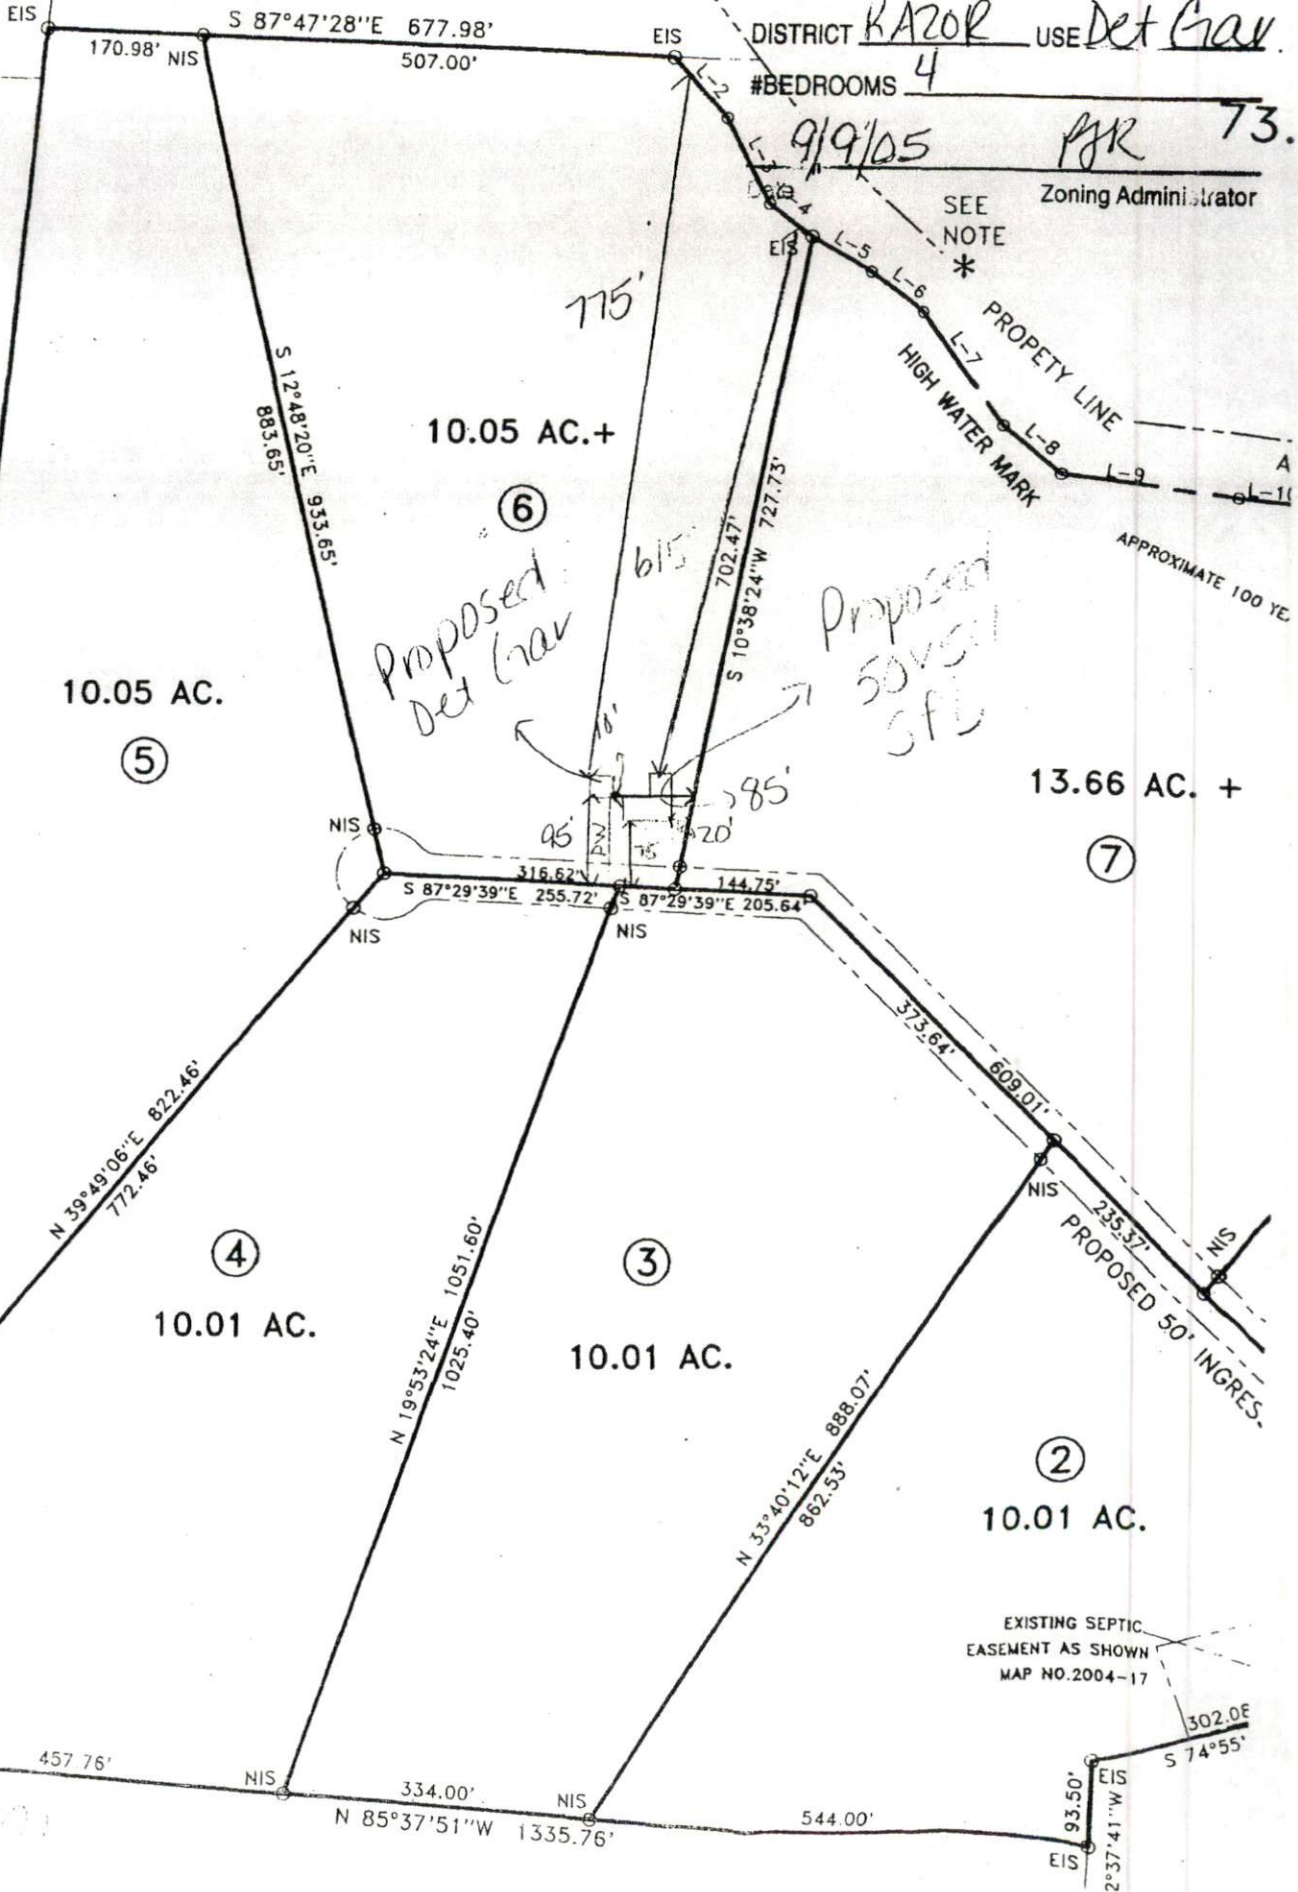 EIS
S 87°47'28"E 677.98'
170.98'
NIS
507.00'
EIS
DISTRICT RA20R USE Det Gar.
#BEDROOMS 4
73.
9/9/05
PJR
Date
Zoning Administrator
L-2
L-3
L-4
EIS
L-5
L-6
L-7
L-8
L-9
SEE
NOTE
*
PROPETY LINE
HIGH WATER MARK
A
APPROXIMATE 100 YE
775'
S 12°48'20"E 933.65'
883.65'
10.05 AC.+
6
615'
702.47'
S 10°38'24"W 727.73'
Proposed
Det Gar
Proposed
SFD
10.05 AC.
5
13.66 AC. +
7
10'
85'
95'
PW
75'
20'
NIS
316.62'
144.75'
S 87°29'39"E 255.72'
S 87°29'39"E 205.64'
NIS
NIS
373.64'
609.01'
NIS
235.37'
NIS
PROPOSED 50' INGRES
N 39°49'06"E 822.46'
772.46'
4
10.01 AC.
N 19°53'24"E 1051.60'
1025.40'
3
10.01 AC.
N 33°40'12"E 888.07'
862.53'
2
10.01 AC.
EXISTING SEPTIC
EASEMENT AS SHOWN
MAP NO.2004-17
302.08
S 74°55'
EIS
93.50'
2°37'41"W
EIS
457.76'
NIS
334.00'
NIS
544.00'
N 85°37'51"W 1335.76'